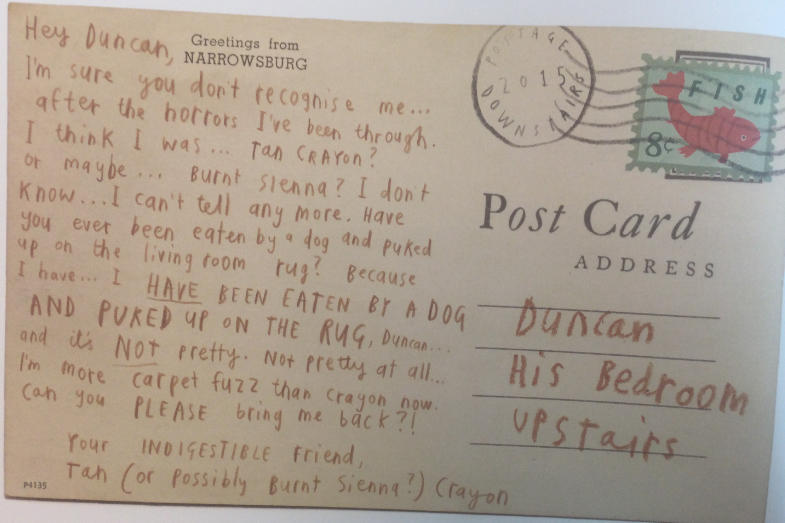 Hey Duncan,
Greetings from
NARROWSBURG
I'm sure you don't recognise me...
after the horrors I've been through.
I think I was... Tan CRAYon?
or maybe... Burnt Sienna? I don't
know...I can't tell any more. Have
you ever been eaten by a dog and puked
up on the living room rug? Because
I have... I HAVE BEEN EATEN BY A DOG
AND PUKED UP ON THE RUG, Duncan...
and it's NOT pretty. Not pretty at all...
I'm more carpet fuzz than crayon now.
Can you PLEASE bring me back?!
Your INDIGESTIBLE Friend,
Tan (or Possibly Burnt Sienna?) Crayon
P4135
POSTAGE
2015
DOWNSTAIRS
FISH
8¢
Post Card
ADDRESS
Duncan
His Bedroom
upstairs